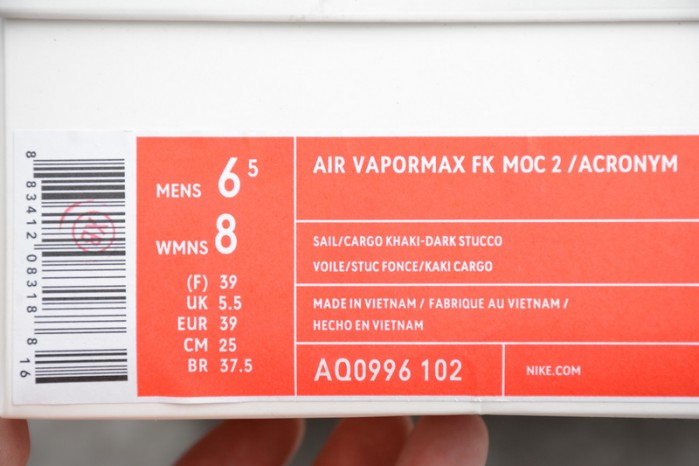 8 83412 08318 8 16
MENS 6 5
WMNS 8
(F) 39
UK 5.5
EUR 39
CM 25
BR 37.5
AIR VAPORMAX FK MOC 2 /ACRONYM
SAIL/CARGO KHAKI-DARK STUCCO
VOILE/STUC FONCE/KAKI CARGO
MADE IN VIETNAM / FABRIQUE AU VIETNAM /
HECHO EN VIETNAM
AQ0996 102
NIKE.COM